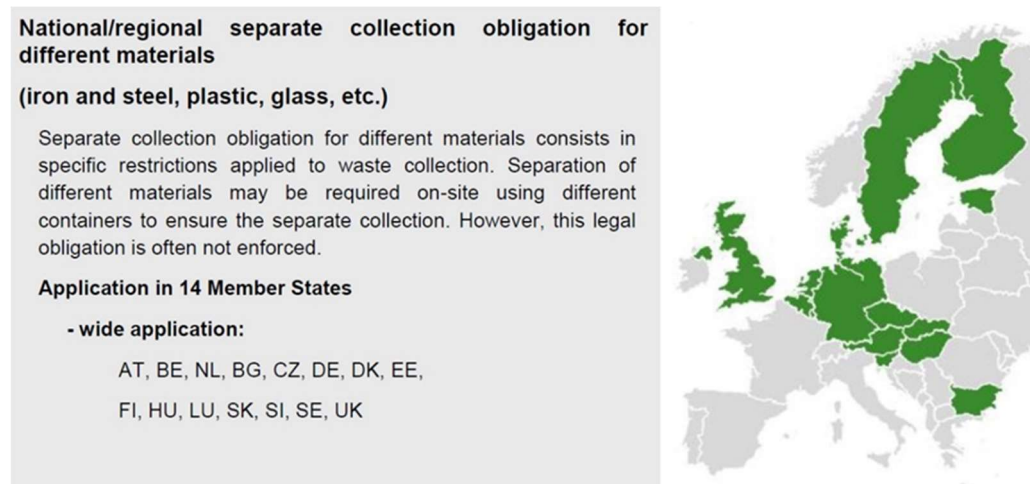 National/regional separate collection obligation for
different materials
(iron and steel, plastic, glass, etc.)
Separate collection obligation for different materials consists in
specific restrictions applied to waste collection. Separation of
different materials may be required on-site using different
containers to ensure the separate collection. However, this legal
obligation is often not enforced.
Application in 14 Member States
- wide application:
AT, BE, NL, BG, CZ, DE, DK, EE,
FI, HU, LU, SK, SI, SE, UK